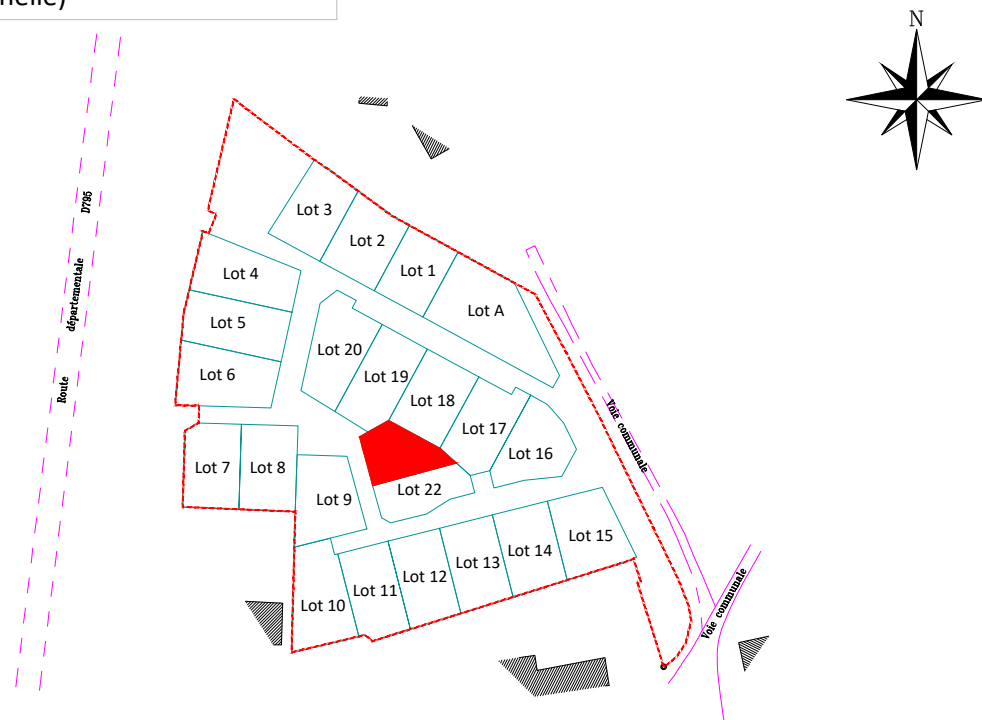 nelle)
N
Route départementale D795
Lot 3
Lot 2
Lot 1
Lot A
Lot 4
Lot 5
Lot 6
Lot 20
Lot 19
Lot 18
Lot 17
Lot 16
Lot 7
Lot 8
Lot 9
Lot 22
Lot 10
Lot 11
Lot 12
Lot 13
Lot 14
Lot 15
Voie communale
Voie communale